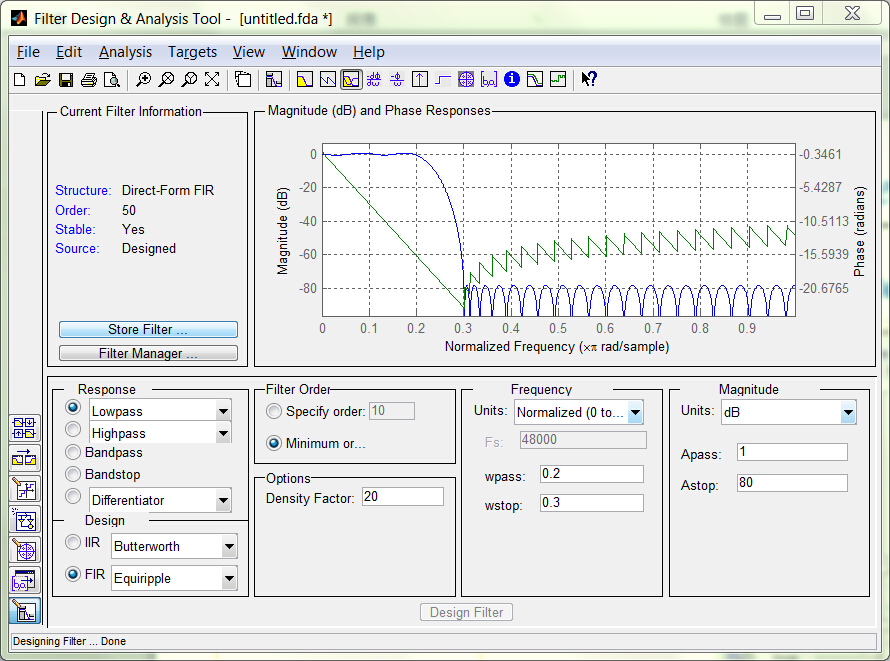 Filter Design & Analysis Tool - [untitled.fda *]
File Edit Analysis Targets View Window Help
Current Filter Information
Structure: Direct-Form FIR
Order: 50
Stable: Yes
Source: Designed
Store Filter ...
Filter Manager ...
Magnitude (dB) and Phase Responses
Magnitude (dB)
0
-20
-40
-60
-80
-0.3461
-5.4287
-10.5113
-15.5939
-20.6765
Phase (radians)
0 0.1 0.2 0.3 0.4 0.5 0.6 0.7 0.8 0.9
Normalized Frequency (×π rad/sample)
Response
Lowpass
Highpass
Bandpass
Bandstop
Differentiator
Design
IIR Butterworth
FIR Equiripple
Filter Order
Specify order: 10
Minimum or...
Options
Density Factor: 20
Frequency
Units: Normalized (0 to...
Fs: 48000
wpass: 0.2
wstop: 0.3
Magnitude
Units: dB
Apass: 1
Astop: 80
Design Filter
Designing Filter ... Done